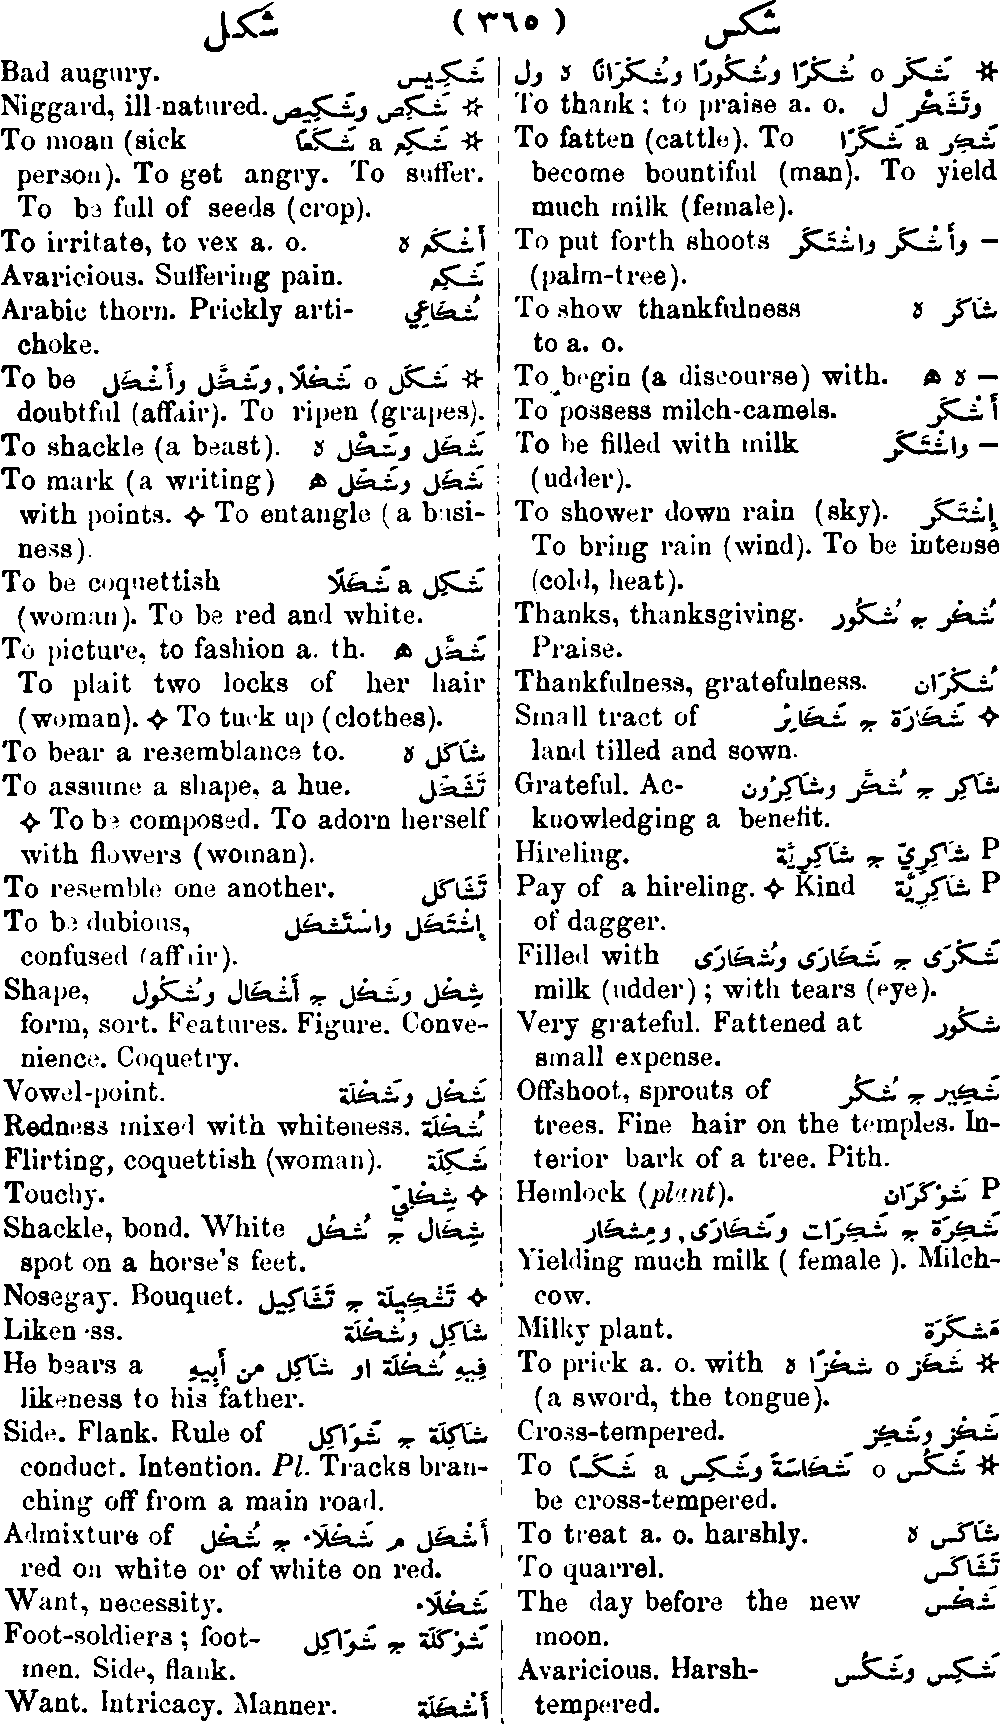 شكس ( ٣٦٥ ) شكل
✲ شَكَر o شُكْرًا وشُكُورًا وشُكْرَانًا ه ول
To thank; to praise a. o. وتَشَكَّر ل
To fatten (cattle). To شَكِر a شَكَرًا
become bountiful (man). To yield
much milk (female).
To put forth shoots – وأَشْكَر واشْتَكَر
(palm-tree).
To show thankfulness شَاكَر ه
to a. o.
To begin (a discourse) with. – ه ھ
To possess milch-camels. أَشْكَر
To be filled with milk – واشْتَكَر
(udder).
To shower down rain (sky). إِشْتَكَر
To bring rain (wind). To be intense
(cold, heat).
Thanks, thanksgiving. شُكْر ج شُكُور
Praise.
Thankfulness, gratefulness. شُكْرَان
Small tract of ✧ شَكَارَة ج شَكَايِر
land tilled and sown.
Grateful. Ac- شَاكِر ج شُكَّر وشَاكِرُون
knowledging a benefit.
Hireling. P شَاكِرِيّ ج شَاكِرِيَّة
Pay of a hireling. ✧ Kind P شَاكِرِيَّة
of dagger.
Filled with شَكْرَى ج شَكَارَى وشُكَارَى
milk (udder); with tears (eye).
Very grateful. Fattened at شَكُور
small expense.
Offshoot, sprouts of شَكِير ج شُكُر
trees. Fine hair on the temples. In-
terior bark of a tree. Pith.
Hemlock (plant). P شَوْكَرَان
شَكِرَة ج شَكِرَات وشَكَارَى, ومِشْكَار
Yielding much milk ( female ). Milch-
cow.
Milky plant. مَشْكَرَة
To prick a. o. with ✲ شَكَز o شَكْزًا ه
(a sword, the tongue).
Cross-tempered. شَكْز وشَكِز
To ✲ شَكُس o شَكَاسَةً وشَكِس a شَكَسًا
be cross-tempered.
To treat a. o. harshly. شَاكَس ه
To quarrel. تَشَاكَس
The day before the new شَكْس
moon.
Avaricious. Harsh- شَكِس وشَكُس
tempered.
Bad augury. شَكِيس
Niggard, ill-natured. ✲ شَكِص وشَكِيص
To moan (sick ✲ شَكِع a شَكَعًا
person). To get angry. To suffer.
To be full of seeds (crop).
To irritate, to vex a. o. أَشْكَع ه
Avaricious. Suffering pain. شَكِع
Arabic thorn. Prickly arti- شُكَاعَى
choke.
To be ✲ شَكَل o شَكْلًا, وشَكَّل وأَشْكَل
doubtful (affair). To ripen (grapes).
To shackle (a beast). شَكَل وشَكَّل ه
To mark (a writing) شَكَل وشَكَّل ھ
with points. ✧ To entangle (a busi-
ness).
To be coquettish شَكِل a شَكَلًا
(woman). To be red and white.
To picture, to fashion a. th. شَكَّل ھ
To plait two locks of her hair
(woman). ✧ To tuck up (clothes).
To bear a resemblance to. شَاكَل ه
To assume a shape, a hue. تَشَكَّل
✧ To be composed. To adorn herself
with flowers (woman).
To resemble one another. تَشَاكَل
To be dubious, إِشْتَكَل واسْتَشْكَل
confused (affair).
Shape, شِكْل وشَكْل ج أَشْكَال وشُكُول
form, sort. Features. Figure. Conve-
nience. Coquetry.
Vowel-point. شَكْل وشَكْلَة
Redness mixed with whiteness. شُكْلَة
Flirting, coquettish (woman). شَكِلَة
Touchy. ✧ شِكْلِيّ
Shackle, bond. White شِكَال ج شُكُل
spot on a horse's feet.
Nosegay. Bouquet. ✧ تَشْكِيلَة ج تَشَاكِيل
Likeness. شَاكِل وشُكْلَة
He bears a فِيهِ شُكْلَة او شَاكِل من أَبِيهِ
likeness to his father.
Side. Flank. Rule of شَاكِلَة ج شَوَاكِل
conduct. Intention. Pl. Tracks bran-
ching off from a main road.
Admixture of أَشْكَل م شَكْلَاء ج شُكْل
red on white or of white on red.
Want, necessity. شَكْلَاء
Foot-soldiers; foot- شَوْكَلَة ج شَوَاكِل
men. Side, flank.
Want. Intricacy. Manner. أَشْكَلَة